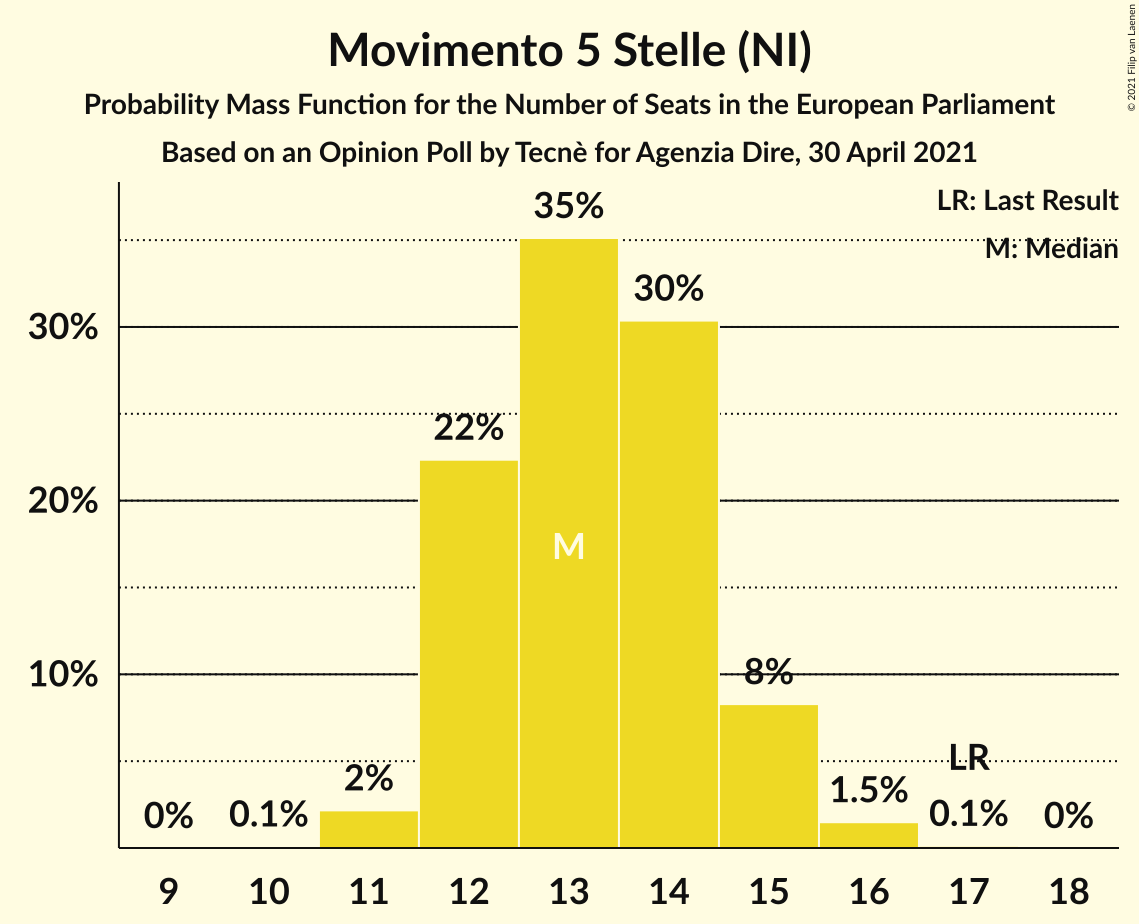 Movimento 5 Stelle (NI)
Probability Mass Function for the Number of Seats in the European Parliament
Based on an Opinion Poll by Tecnè for Agenzia Dire, 30 April 2021
© 2021 Filip van Laenen
LR: Last Result
M: Median
30%
20%
10%
0%
0.1%
2%
22%
35%
M
30%
8%
1.5%
LR
0.1%
0%
9 10 11 12 13 14 15 16 17 18